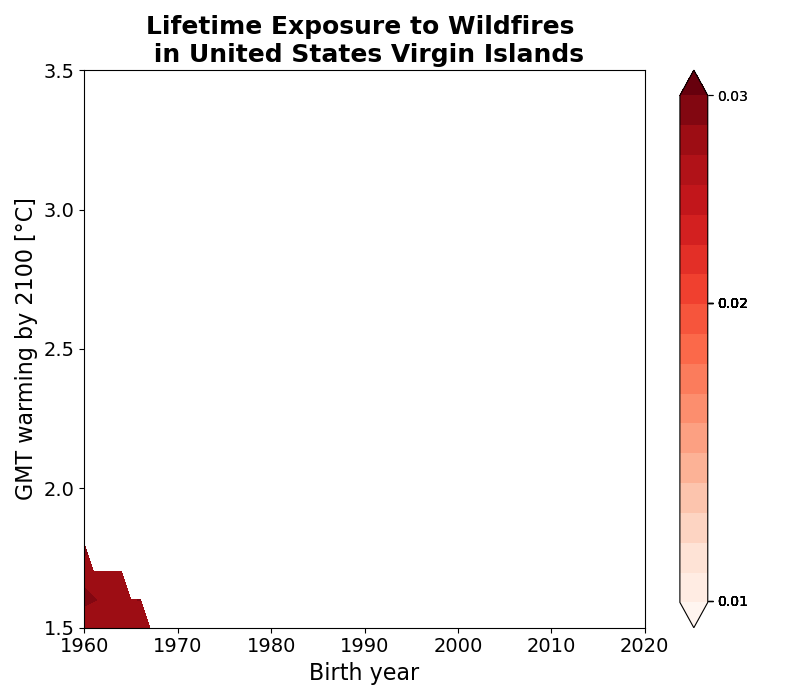 Lifetime Exposure to Wildfires
in United States Virgin Islands
3.5
3.0
2.5
2.0
1.5
GMT warming by 2100 [°C]
1960 1970 1980 1990 2000 2010 2020
Birth year
0.03
0.02
0.01